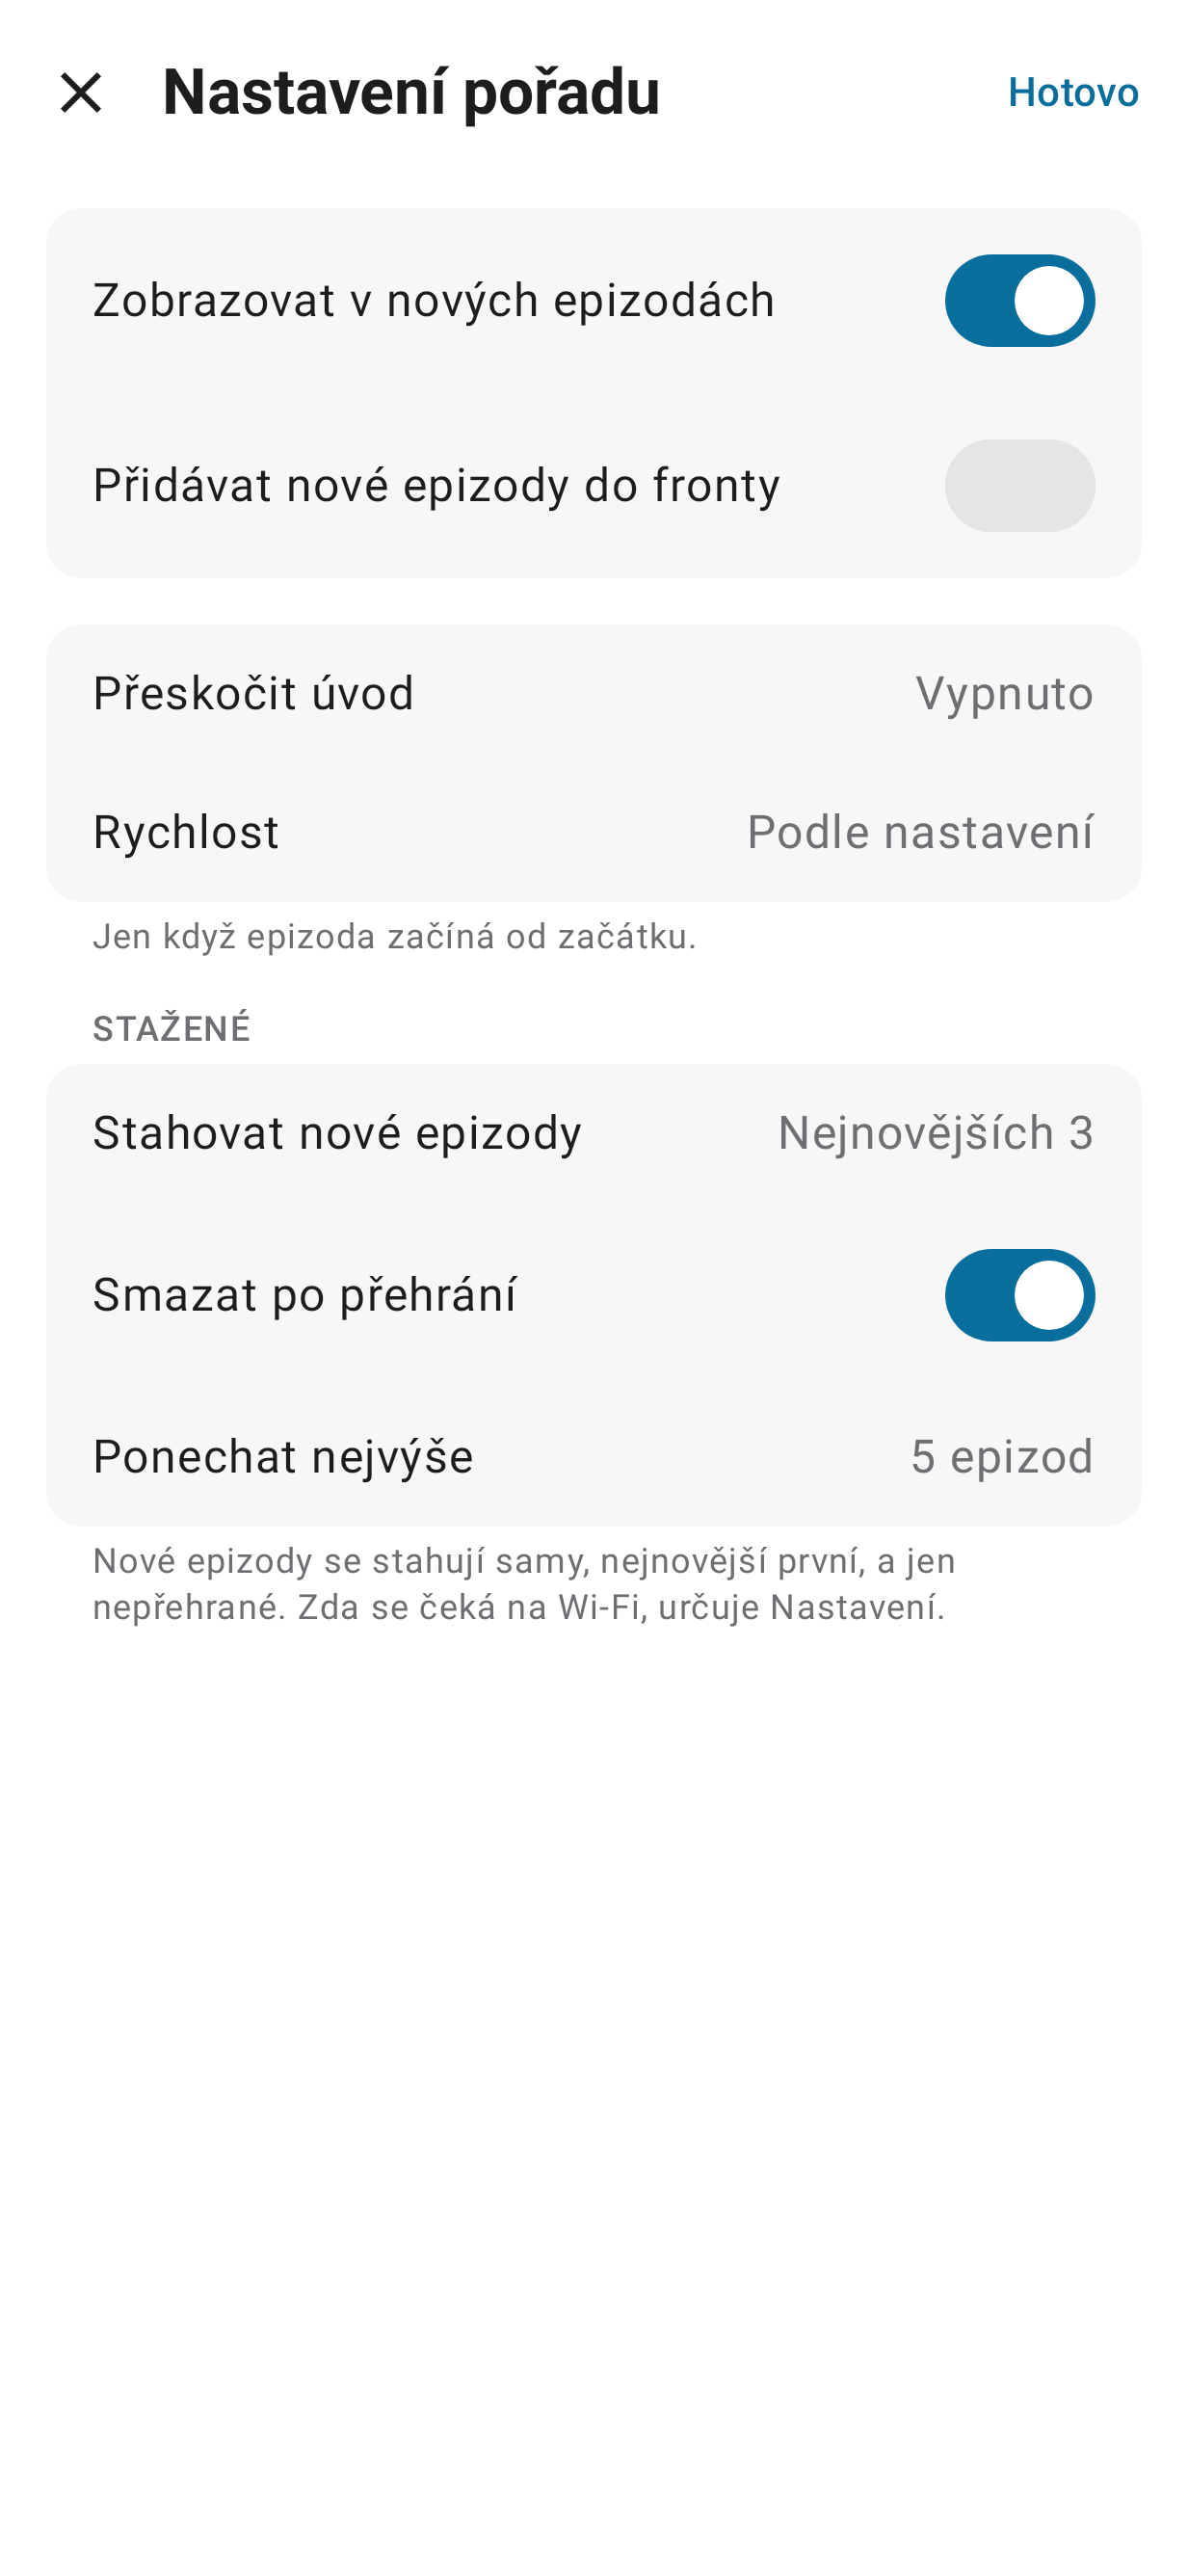 Nastavení pořadu
Hotovo
Zobrazovat v nových epizodách
Přidávat nové epizody do fronty
Přeskočit úvod
Vypnuto
Rychlost
Podle nastavení
Jen když epizoda začíná od začátku.
STAŽENÉ
Stahovat nové epizody
Nejnovějších 3
Smazat po přehrání
Ponechat nejvýše
5 epizod
Nové epizody se stahují samy, nejnovější první, a jen
nepřehrané. Zda se čeká na Wi-Fi, určuje Nastavení.